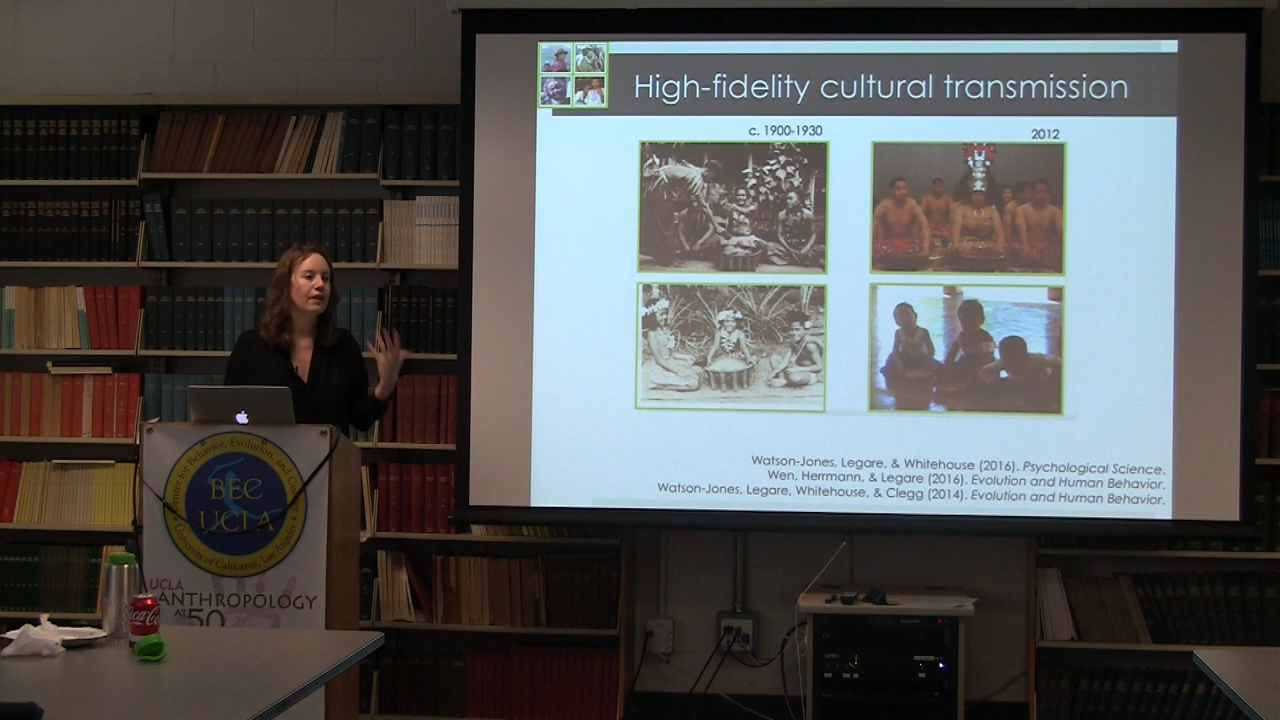 High-fidelity cultural transmission
c. 1900-1930
2012
Watson-Jones, Legare, & Whitehouse (2016). Psychological Science.
Wen, Herrmann, & Legare (2016). Evolution and Human Behavior.
Watson-Jones, Legare, Whitehouse, & Clegg (2014). Evolution and Human Behavior.
Center for Behavior, Evolution, and
BEC
UCLA
University of California, Los Angeles
UCLA
ANTHROPOLOGY
AT 50
Coca-Co